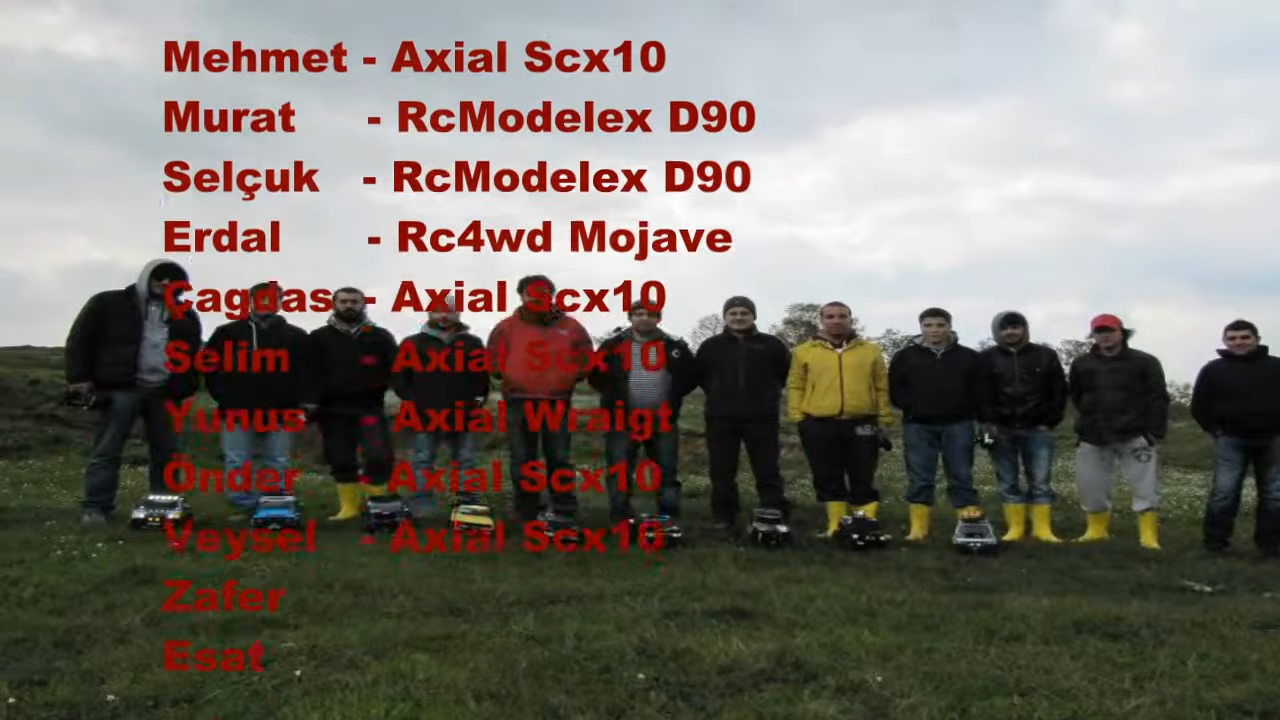 Mehmet - Axial Scx10
Murat - RcModelex D90
Selçuk - RcModelex D90
Erdal - Rc4wd Mojave
Çagdas - Axial Scx10
Selim - Axial Scx10
Yunus - Axial Wraigt
Önder - Axial Scx10
Veysel - Axial Scx10
Zafer
Esat